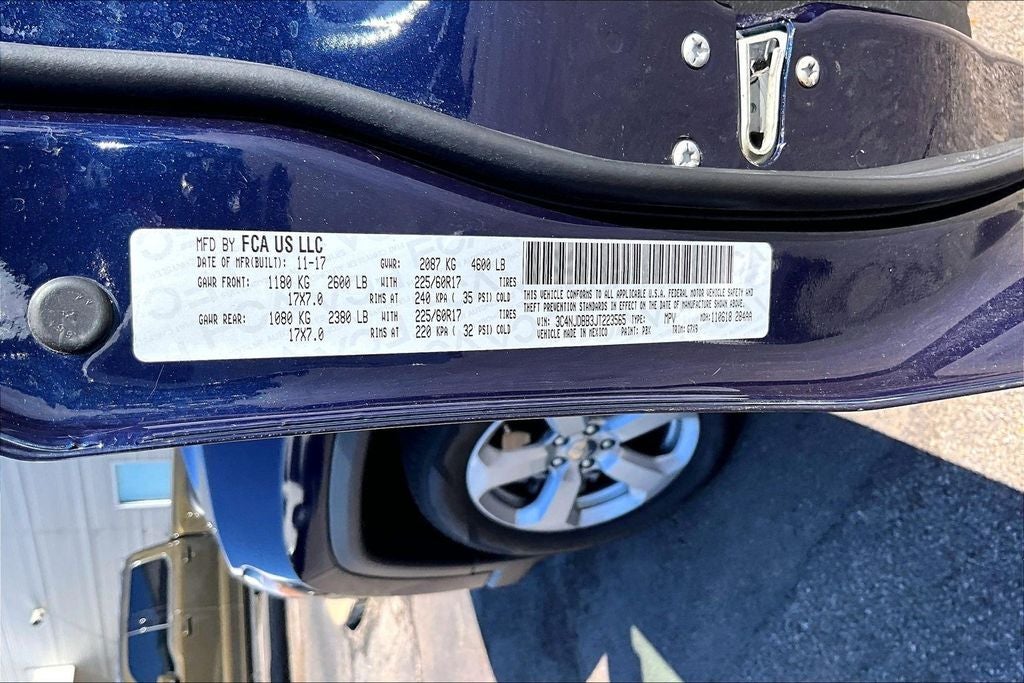 MFD BY FCA US LLC
DATE OF MFR(BUILT): 11-17 GVWR: 2087 KG 4600 LB
GAWR FRONT: 1180 KG 2600 LB WITH 225/60R17 TIRES
17X7.0 RIMS AT 240 KPA ( 35 PSI) COLD
GAWR REAR: 1080 KG 2380 LB WITH 225/60R17 TIRES
17X7.0 RIMS AT 220 KPA ( 32 PSI) COLD
THIS VEHICLE CONFORMS TO ALL APPLICABLE U.S.A. FEDERAL MOTOR VEHICLE SAFETY AND
THEFT PREVENTION STANDARDS IN EFFECT ON THE DATE OF MANUFACTURE SHOWN ABOVE.
VIN: 3C4NJDBB3JT223565 TYPE: MPV MDH: 110618 284AA
VEHICLE MADE IN MEXICO PAINT: PBX TRIM: